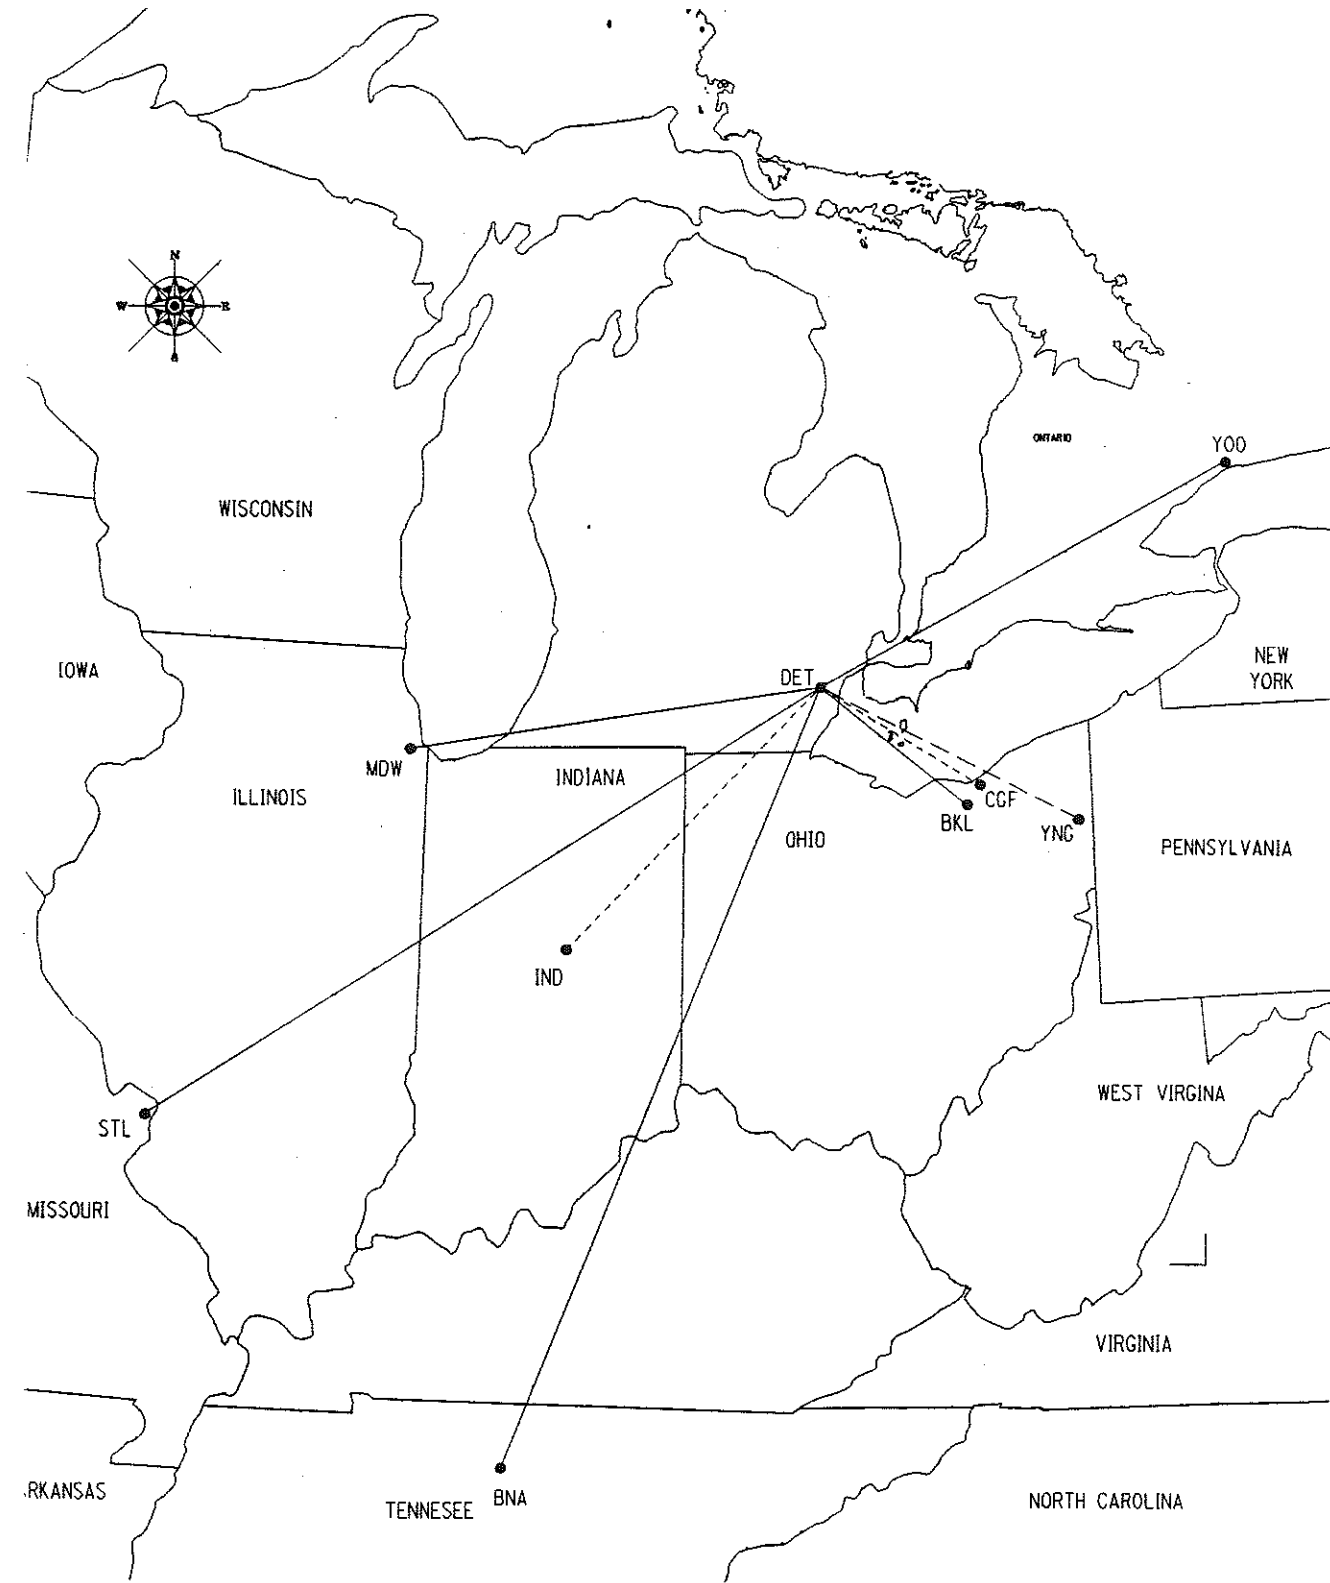 N
W
E
ONTARIO
YOO
WISCONSIN
IOWA
NEW
YORK
DET
MDW
INDIANA
ILLINOIS
CGF
BKL
YNG
OHIO
PENNSYLVANIA
IND
WEST VIRGINA
STL
MISSOURI
VIRGINIA
RKANSAS
TENNESEE
BNA
NORTH CAROLINA